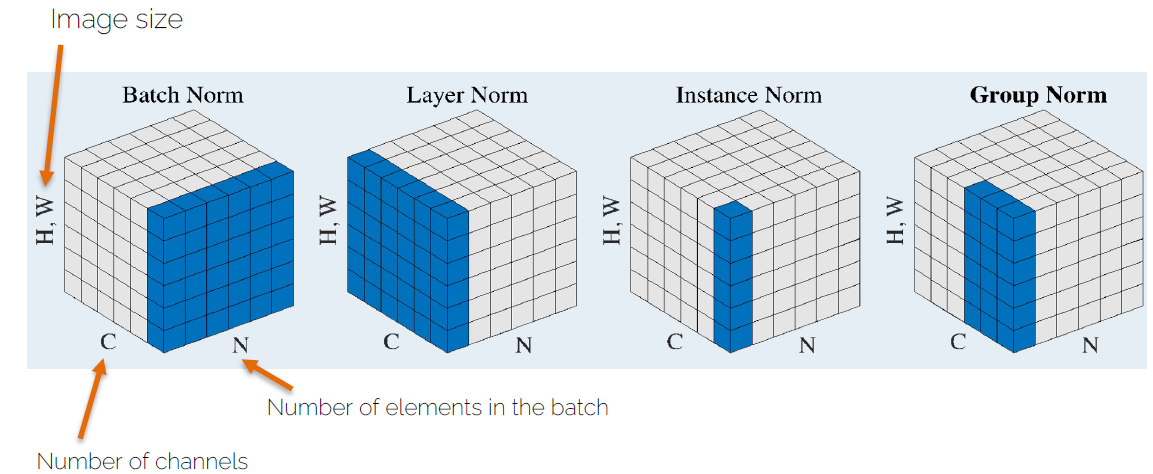 Image size
Batch Norm
Layer Norm
Instance Norm
Group Norm
H, W
H, W
H, W
H, W
C
N
C
N
C
N
C
N
Number of elements in the batch
Number of channels